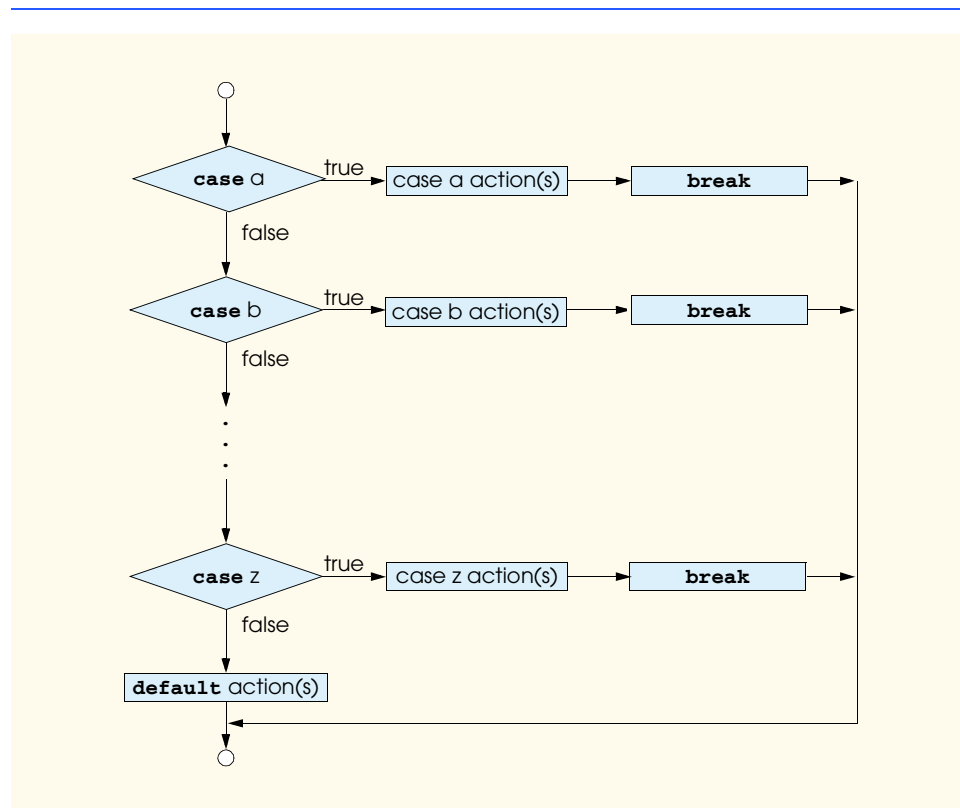 true
case a
case a action(s)
break
false
true
case b
case b action(s)
break
false
true
case z
case z action(s)
break
false
default action(s)